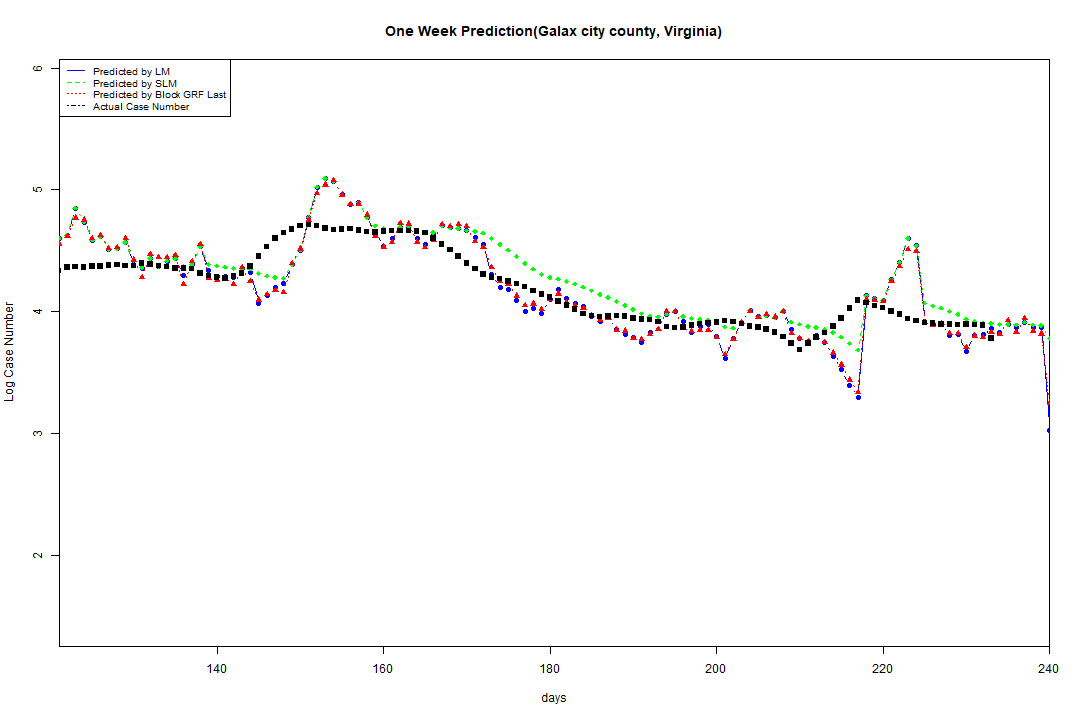 One Week Prediction(Galax city county, Virginia)
Predicted by LM
Predicted by SLM
Predicted by Block GRF Last
Actual Case Number
Log Case Number
6
5
4
3
2
140 160 180 200 220 240
days